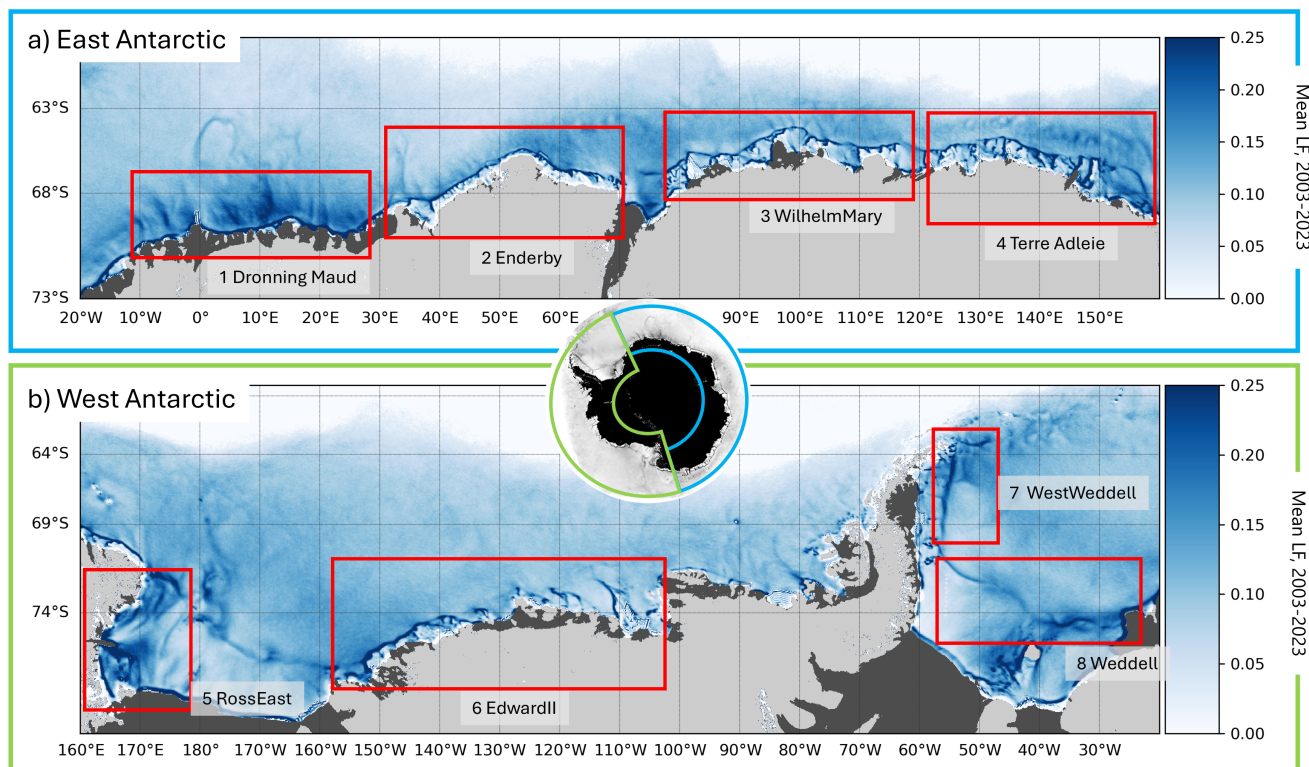 a) East Antarctic
63°S
68°S
73°S
20°W 10°W 0° 10°E 20°E 30°E 40°E 50°E 60°E 90°E 100°E 110°E 120°E 130°E 140°E 150°E
1 Dronning Maud
2 Enderby
3 WilhelmMary
4 Terre Adleie
0.25
0.20
0.15
0.10
0.05
0.00
Mean LF, 2003-2023
b) West Antarctic
64°S
69°S
74°S
160°E 170°E 180° 170°W 160°W 150°W 140°W 130°W 120°W 110°W 100°W 90°W 80°W 70°W 60°W 50°W 40°W 30°W
5 RossEast
6 EdwardII
7 WestWeddell
8 Weddell
0.25
0.20
0.15
0.10
0.05
0.00
Mean LF, 2003-2023